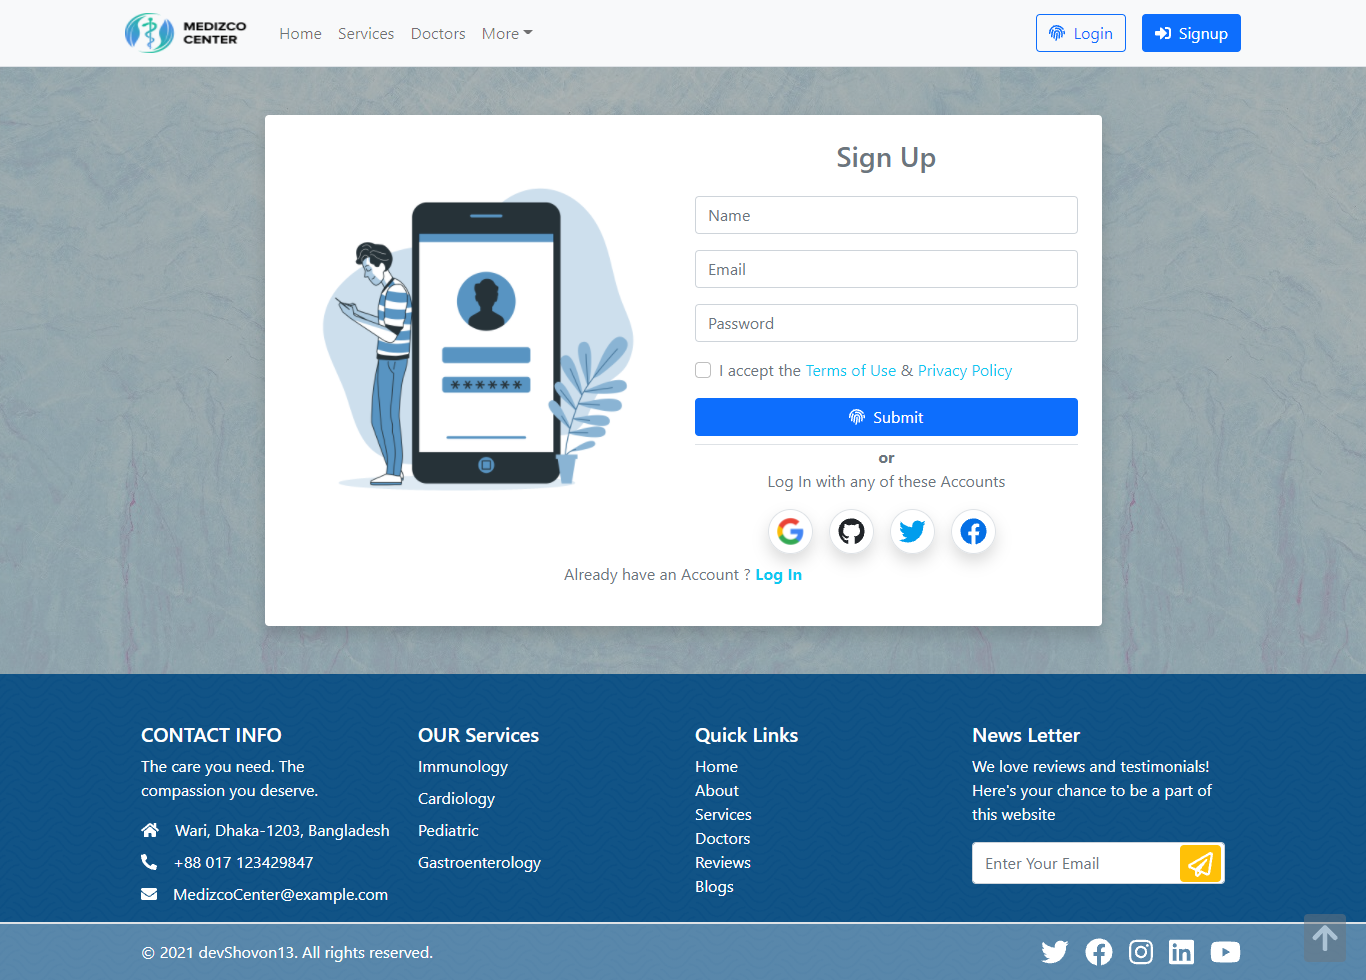 MEDIZCO
CENTER
Home
Services
Doctors
More
Login
Signup
Sign Up
Name
Email
Password
I accept the Terms of Use & Privacy Policy
Submit
or
Log In with any of these Accounts
Already have an Account ? Log In
CONTACT INFO
The care you need. The
compassion you deserve.
Wari, Dhaka-1203, Bangladesh
+88 017 123429847
MedizcoCenter@example.com
OUR Services
Immunology
Cardiology
Pediatric
Gastroenterology
Quick Links
Home
About
Services
Doctors
Reviews
Blogs
News Letter
We love reviews and testimonials!
Here's your chance to be a part of
this website
Enter Your Email
© 2021 devShovon13. All rights reserved.